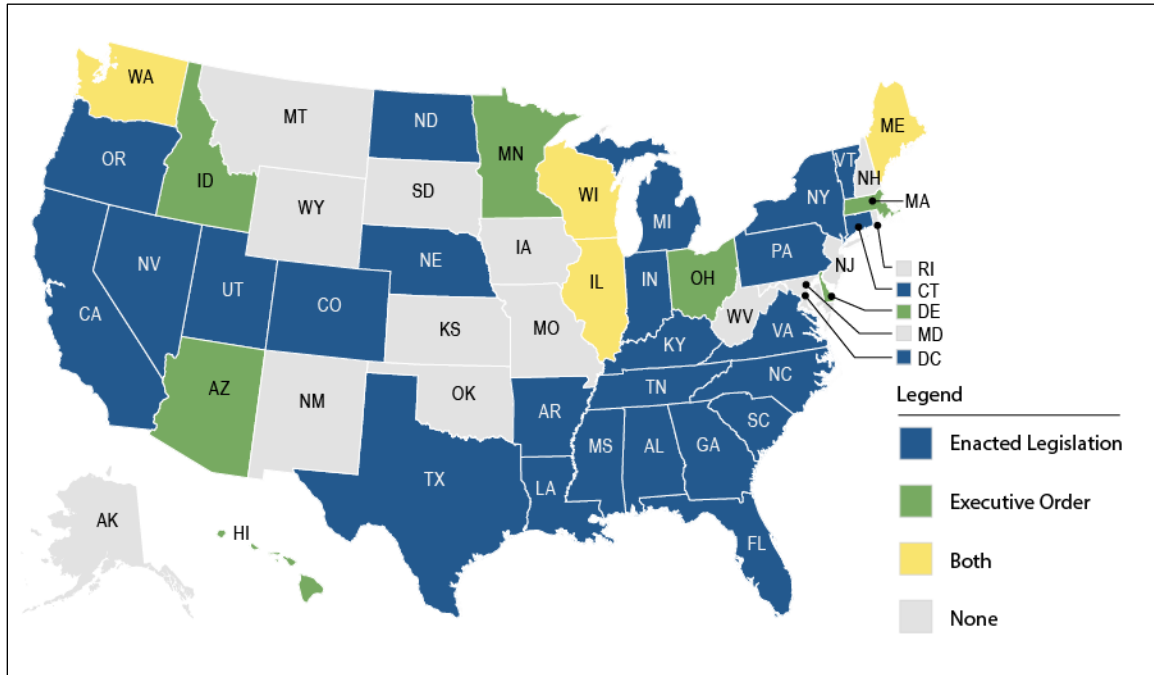 WA
MT
ND
MN
ME
OR
ID
SD
WI
MI
NY
VT
NH
MA
WY
IA
NE
PA
NJ
RI
CT
DE
MD
DC
NV
UT
CO
CA
IL
IN
OH
WV
VA
KS
MO
KY
NC
TN
AZ
NM
OK
AR
SC
MS
AL
GA
TX
LA
FL
AK
HI
Legend
Enacted Legislation
Executive Order
Both
None